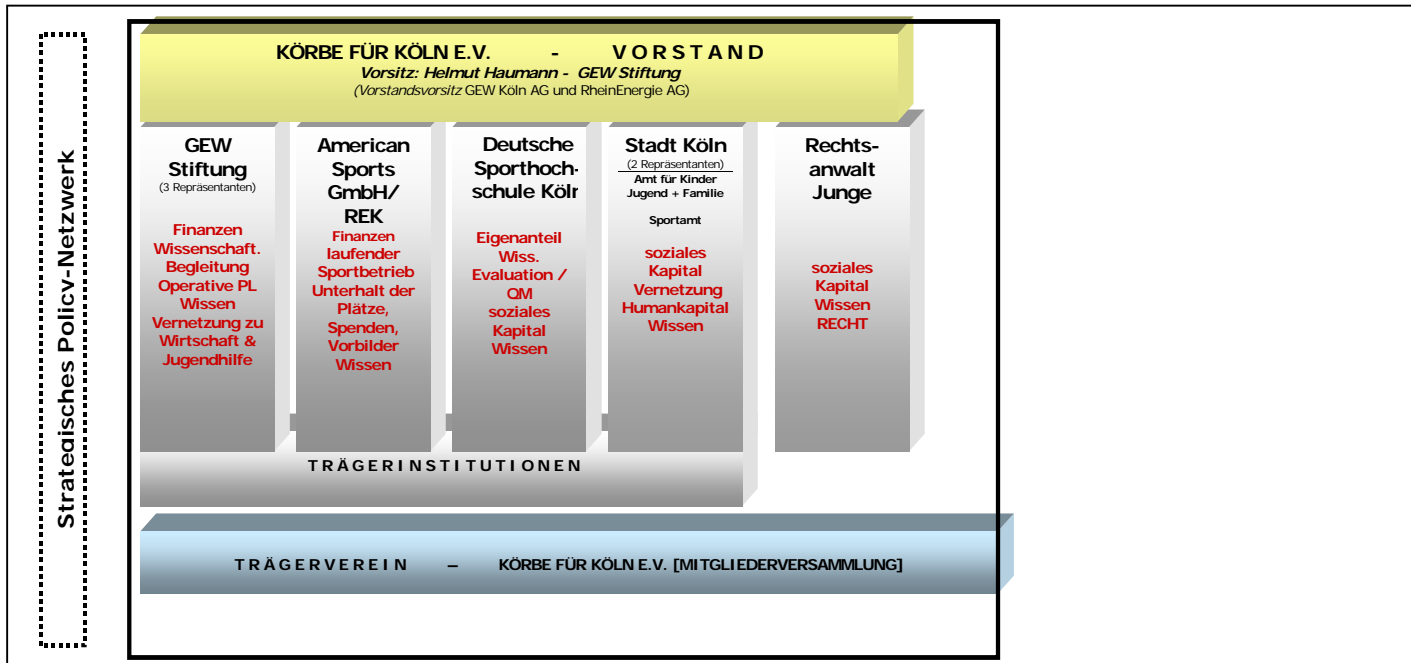 Strategisches Policy-Netzwerk
KÖRBE FÜR KÖLN E.V. - VORSTAND
Vorsitz: Helmut Haumann - GEW Stiftung
(Vorstandsvorsitz GEW Köln AG und RheinEnergie AG)
GEW
Stiftung
(3 Repräsentanten)
Finanzen
Wissenschaft.
Begleitung
Operative PL
Wissen
Vernetzung zu
Wirtschaft &
Jugendhilfe
American
Sports
GmbH/
REK
Finanzen
laufender
Sportbetrieb
Unterhalt der
Plätze,
Spenden,
Vorbilder
Wissen
Deutsche
Sporthoch-
schule Köln
Eigenanteil
Wiss.
Evaluation /
QM
soziales
Kapital
Wissen
Stadt Köln
(2 Repräsentanten)
Amt für Kinder
Jugend + Familie
Sportamt
soziales
Kapital
Vernetzung
Humankapital
Wissen
Rechts-
anwalt
Junge
soziales
Kapital
Wissen
RECHT
TRÄGERINSTITUTIONEN
TRÄGERVEREIN – KÖRBE FÜR KÖLN E.V. [MITGLIEDERVERSAMMLUNG]